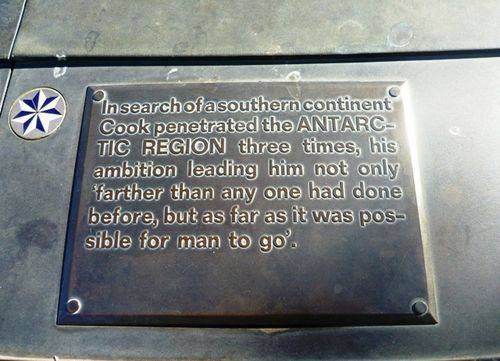 In search of a southern continent
Cook penetrated the ANTARC-
TIC REGION three times, his
ambition leading him not only
'farther than any one had done
before, but as far as it was pos-
sible for man to go'.